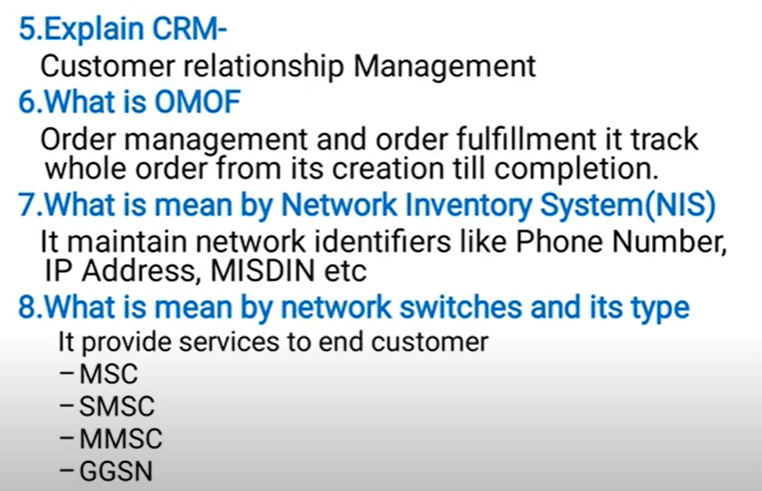 5.Explain CRM-
Customer relationship Management
6.What is OMOF
Order management and order fulfillment it track
whole order from its creation till completion.
7.What is mean by Network Inventory System(NIS)
It maintain network identifiers like Phone Number,
IP Address, MISDIN etc
8.What is mean by network switches and its type
It provide services to end customer
– MSC
– SMSC
– MMSC
– GGSN